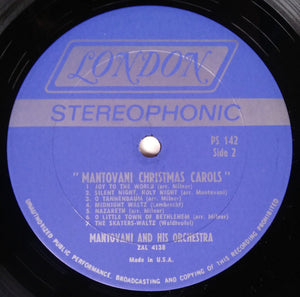 LONDON
STEREOPHONIC
PS 142
Side 2
"MANTOVANI CHRISTMAS CAROLS"
1 JOY TO THE WORLD (arr. Milner)
2 SILENT NIGHT, HOLY NIGHT (arr. Mantovani)
3 O TANNENBAUM (arr. Milner)
4 MIDNIGHT WALTZ (Lambrecht)
5 NAZARETH (arr. Milner)
6 O LITTLE TOWN OF BETHLEHEM (arr. Milner)
7 THE SKATERS-WALTZ (Waldteufel)
MANTOVANI AND HIS ORCHESTRA
ZAL 4138
Made in U.S.A.
UNAUTHORIZED PUBLIC PERFORMANCE, BROADCASTING AND COPYING OF THIS RECORD PROHIBITED